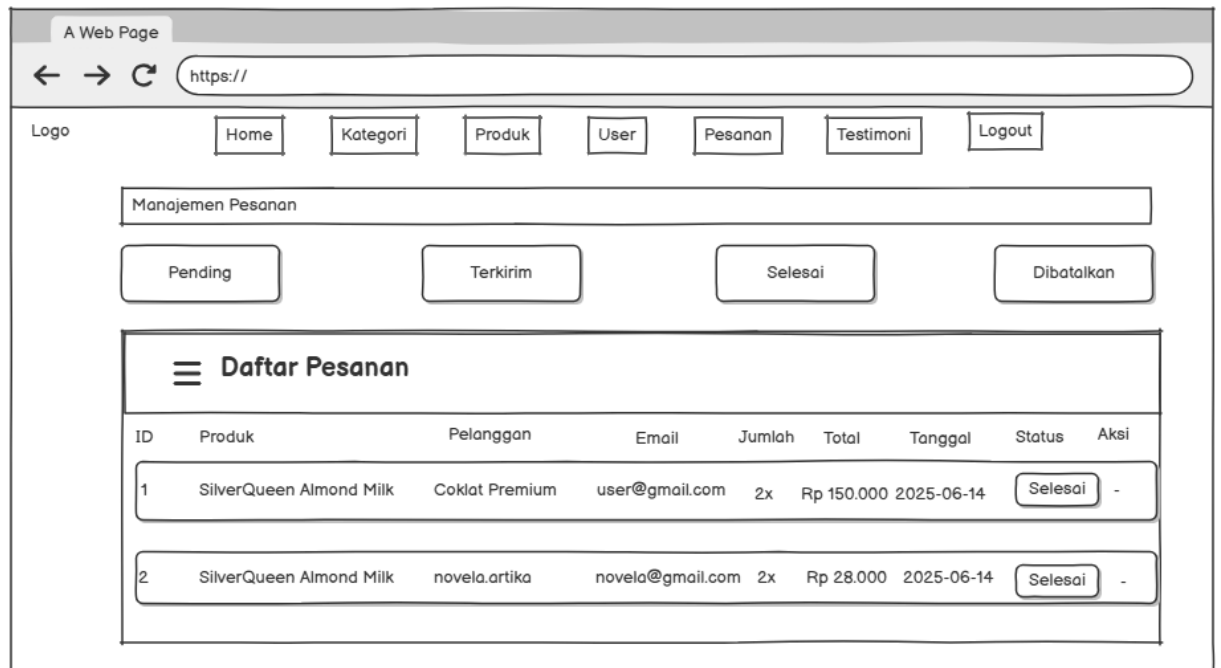 A Web Page
https://
Logo Home Kategori Produk User Pesanan Testimoni Logout
Manajemen Pesanan
Pending Terkirim Selesai Dibatalkan
Daftar Pesanan
ID Produk Pelanggan Email Jumlah Total Tanggal Status Aksi
1 SilverQueen Almond Milk Coklat Premium user@gmail.com 2x Rp 150.000 2025-06-14 Selesai -
2 SilverQueen Almond Milk novela.artika novela@gmail.com 2x Rp 28.000 2025-06-14 Selesai -